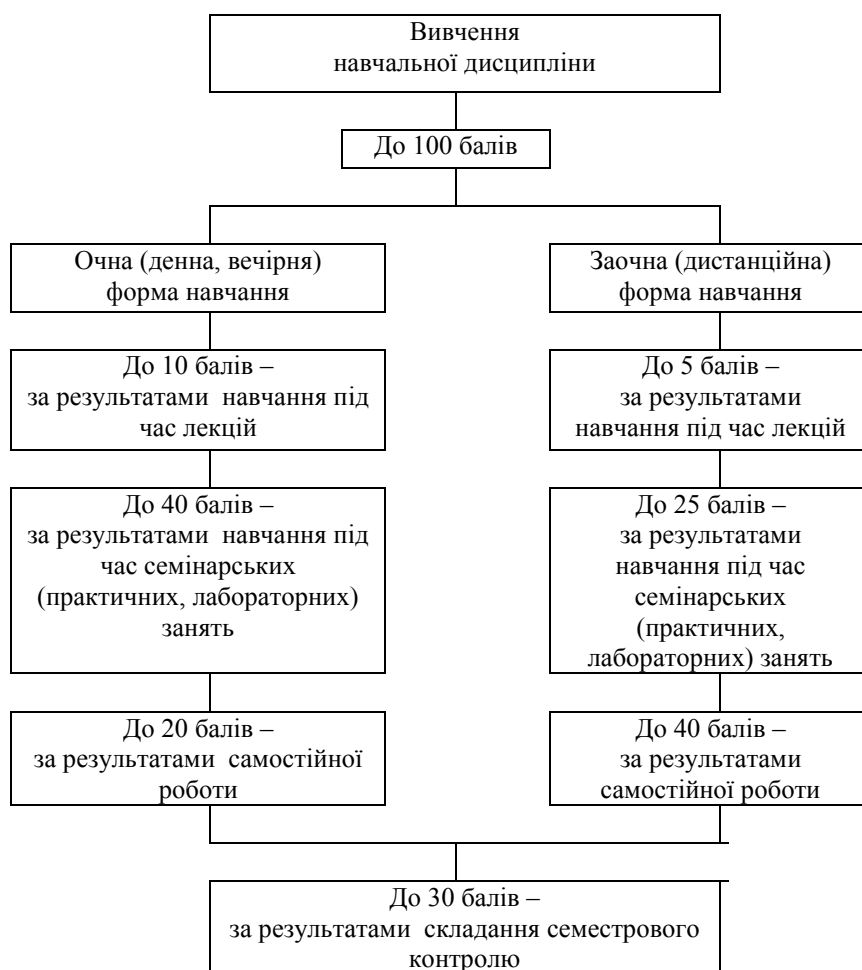 Вивчення
навчальної дисципліни
До 100 балів
Очна (денна, вечірня)
форма навчання
Заочна (дистанційна)
форма навчання
До 10 балів –
за результатами навчання під
час лекцій
До 5 балів –
за результатами
навчання під час лекцій
До 40 балів –
за результатами навчання під
час семінарських
(практичних, лабораторних)
занять
До 25 балів –
за результатами
навчання під час
семінарських
(практичних,
лабораторних) занять
До 20 балів –
за результатами самостійної
роботи
До 40 балів –
за результатами
самостійної роботи
До 30 балів –
за результатами складання семестрового
контролю